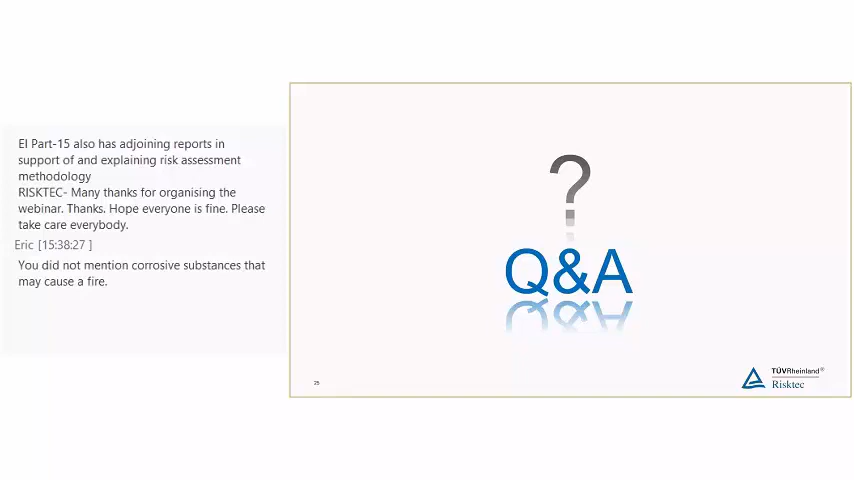 EI Part-15 also has adjoining reports in
support of and explaining risk assessment
methodology
RISKTEC- Many thanks for organising the
webinar. Thanks. Hope everyone is fine. Please
take care everybody.
Eric [15:38:27 ]
You did not mention corrosive substances that
may cause a fire.
?
Q&A
25
TÜVRheinland®
Risktec